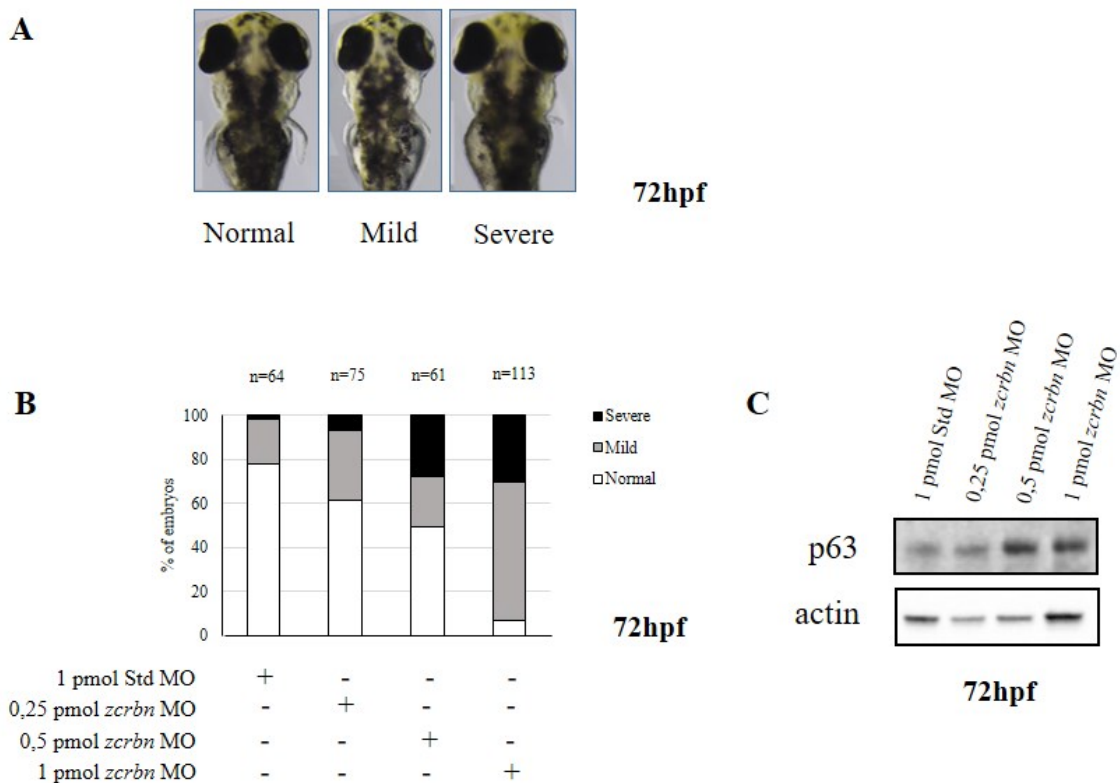 A
Normal Mild Severe
72hpf
B
n=64 n=75 n=61 n=113
% of embryos
100
80
60
40
20
0
Severe
Mild
Normal
72hpf
1 pmol Std MO + - - -
0,25 pmol zcrbn MO - + - -
0,5 pmol zcrbn MO - - + -
1 pmol zcrbn MO - - - +
C
1 pmol Std MO
0,25 pmol zcrbn MO
0,5 pmol zcrbn MO
1 pmol zcrbn MO
p63
actin
72hpf